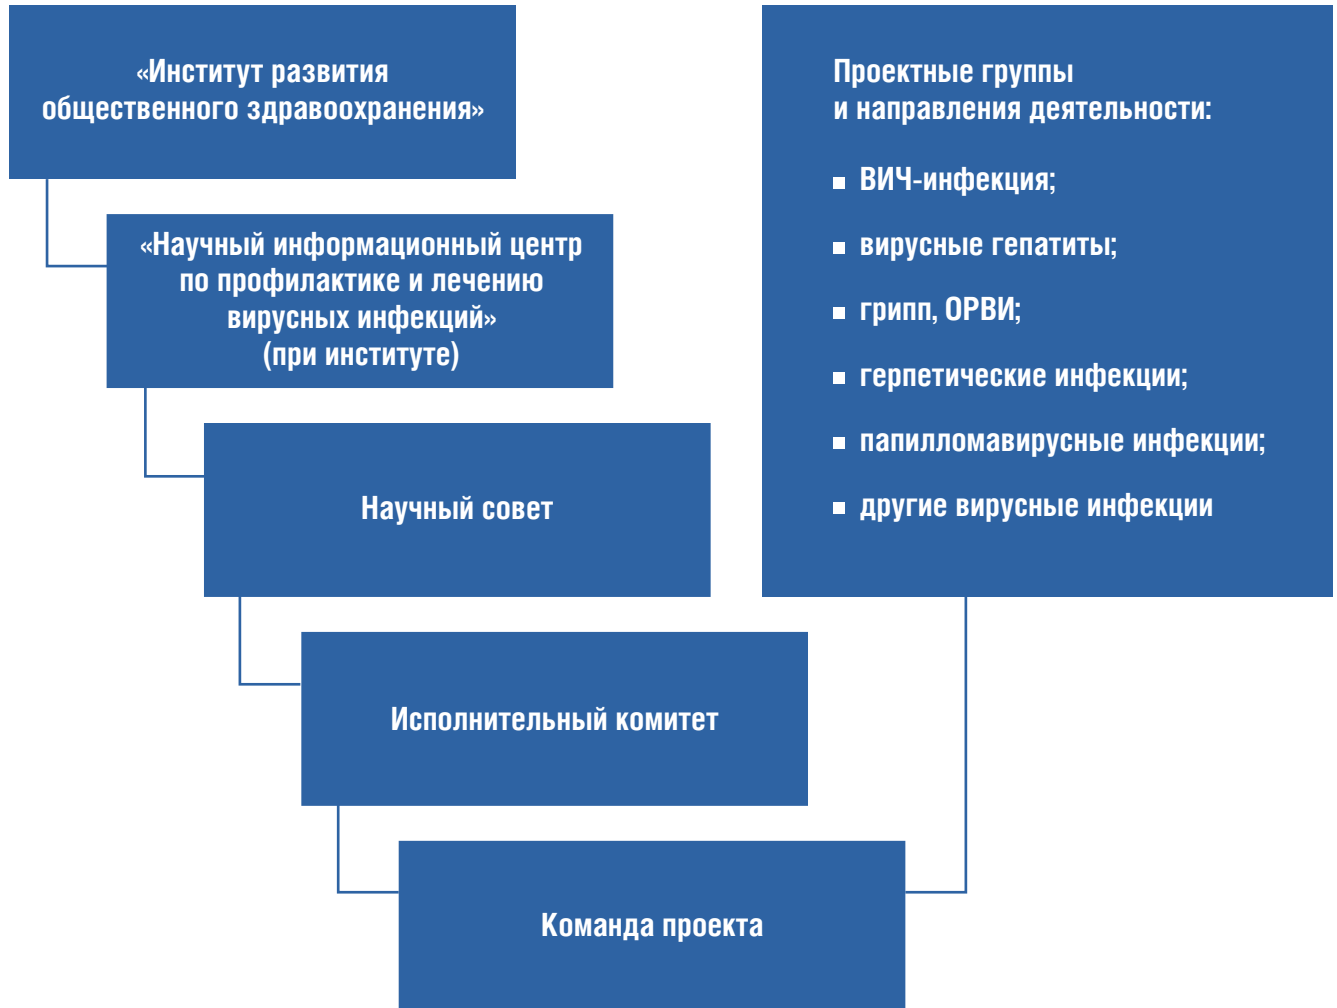 «Институт развития
общественного здравоохранения»
«Научный информационный центр
по профилактике и лечению
вирусных инфекций»
(при институте)
Научный совет
Исполнительный комитет
Команда проекта
Проектные группы
и направления деятельности:
▪ ВИЧ-инфекция;
▪ вирусные гепатиты;
▪ грипп, ОРВИ;
▪ герпетические инфекции;
▪ папилломавирусные инфекции;
▪ другие вирусные инфекции